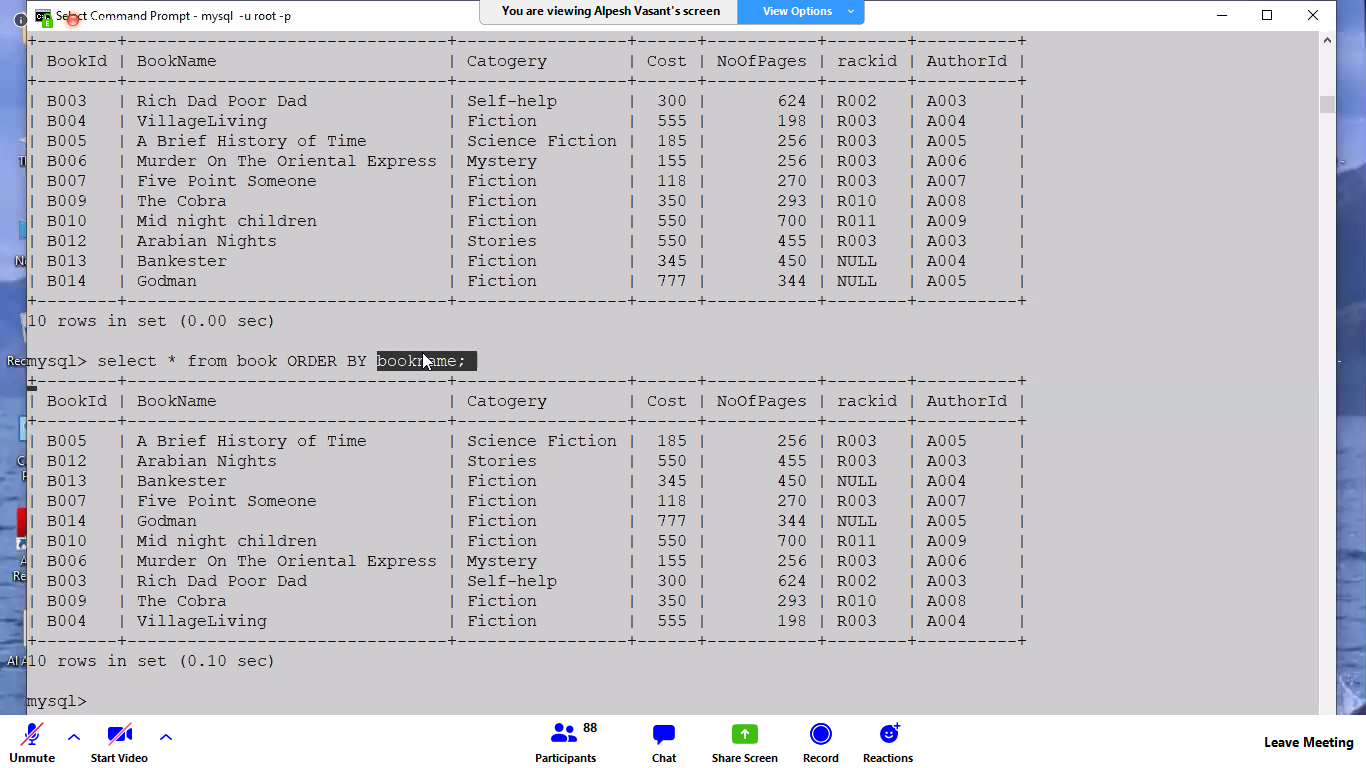 Select Command Prompt - mysql -u root -p
You are viewing Alpesh Vasant's screen
View Options
+--------+--------------------------------+-----------------+------+-----------+--------+----------+
| BookId | BookName | Catogery | Cost | NoOfPages | rackid | AuthorId |
+--------+--------------------------------+-----------------+------+-----------+--------+----------+
| B003 | Rich Dad Poor Dad | Self-help | 300 | 624 | R002 | A003 |
| B004 | VillageLiving | Fiction | 555 | 198 | R003 | A004 |
| B005 | A Brief History of Time | Science Fiction | 185 | 256 | R003 | A005 |
| B006 | Murder On The Oriental Express | Mystery | 155 | 256 | R003 | A006 |
| B007 | Five Point Someone | Fiction | 118 | 270 | R003 | A007 |
| B009 | The Cobra | Fiction | 350 | 293 | R010 | A008 |
| B010 | Mid night children | Fiction | 550 | 700 | R011 | A009 |
| B012 | Arabian Nights | Stories | 550 | 455 | R003 | A003 |
| B013 | Bankester | Fiction | 345 | 450 | NULL | A004 |
| B014 | Godman | Fiction | 777 | 344 | NULL | A005 |
+--------+--------------------------------+-----------------+------+-----------+--------+----------+
10 rows in set (0.00 sec)
mysql> select * from book ORDER BY bookname;
+--------+--------------------------------+-----------------+------+-----------+--------+----------+
| BookId | BookName | Catogery | Cost | NoOfPages | rackid | AuthorId |
+--------+--------------------------------+-----------------+------+-----------+--------+----------+
| B005 | A Brief History of Time | Science Fiction | 185 | 256 | R003 | A005 |
| B012 | Arabian Nights | Stories | 550 | 455 | R003 | A003 |
| B013 | Bankester | Fiction | 345 | 450 | NULL | A004 |
| B007 | Five Point Someone | Fiction | 118 | 270 | R003 | A007 |
| B014 | Godman | Fiction | 777 | 344 | NULL | A005 |
| B010 | Mid night children | Fiction | 550 | 700 | R011 | A009 |
| B006 | Murder On The Oriental Express | Mystery | 155 | 256 | R003 | A006 |
| B003 | Rich Dad Poor Dad | Self-help | 300 | 624 | R002 | A003 |
| B009 | The Cobra | Fiction | 350 | 293 | R010 | A008 |
| B004 | VillageLiving | Fiction | 555 | 198 | R003 | A004 |
+--------+--------------------------------+-----------------+------+-----------+--------+----------+
10 rows in set (0.10 sec)
mysql>
88
Unmute Start Video Participants Chat Share Screen Record Reactions
Leave Meeting